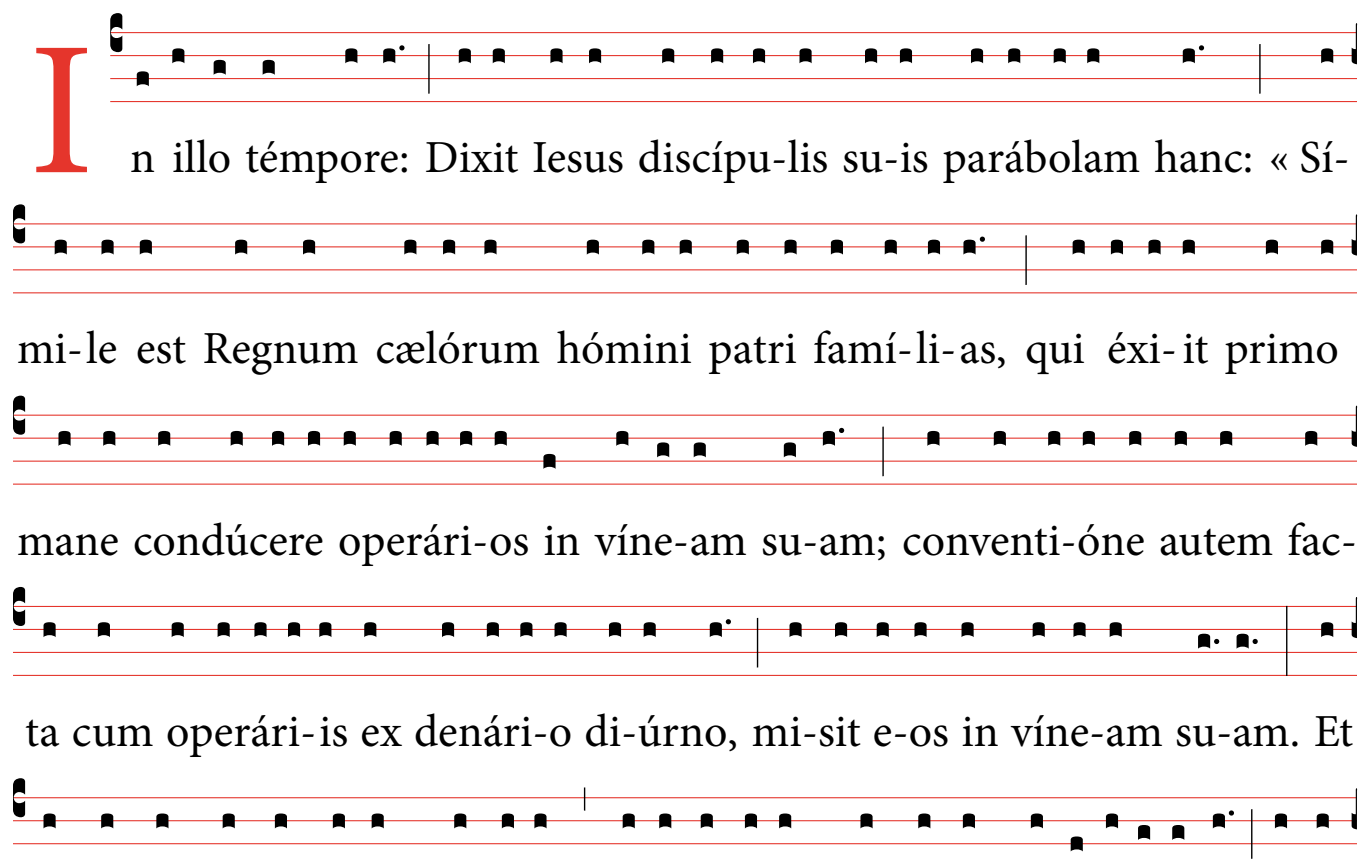 In illo témpore: Dixit Iesus discípu-lis su-is parábolam hanc: « Sí-
mi-le est Regnum cælórum hómini patri famí-li-as, qui éxi-it primo
mane condúcere operári-os in víne-am su-am; conventi-óne autem fac-
ta cum operári-is ex denári-o di-úrno, mi-sit e-os in víne-am su-am. Et